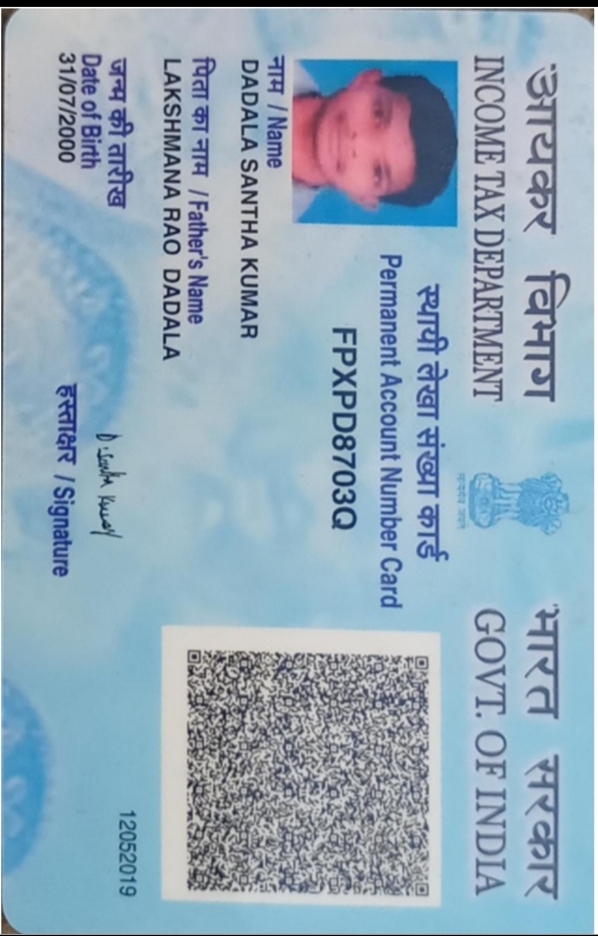 आयकर विभाग
INCOME TAX DEPARTMENT
भारत सरकार
GOVT. OF INDIA
सत्यमेव जयते
स्थायी लेखा संख्या कार्ड
Permanent Account Number Card
FPXPD8703Q
नाम / Name
DADALA SANTHA KUMAR
पिता का नाम / Father's Name
LAKSHMANA RAO DADALA
जन्म की तारीख
Date of Birth
31/07/2000
D. Santha Kumar
हस्ताक्षर / Signature
12052019